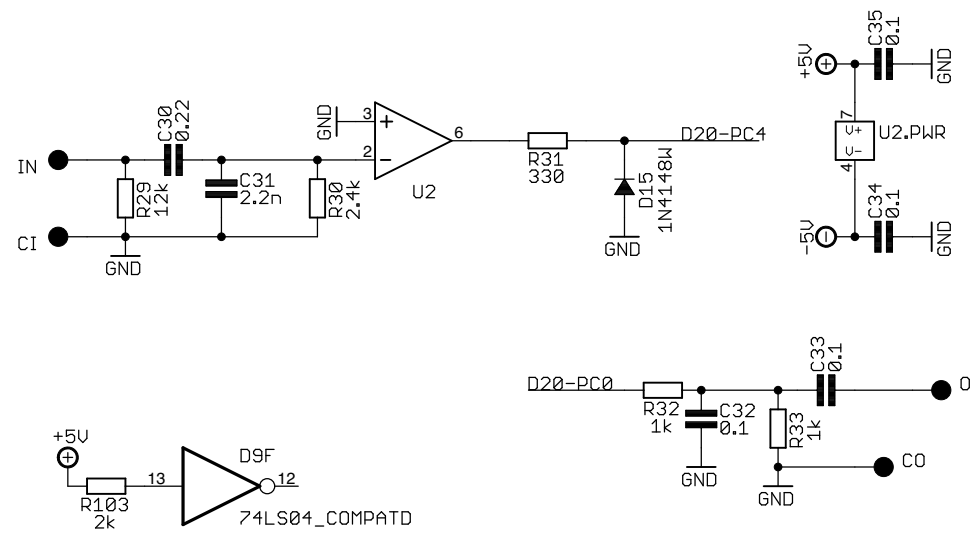 C30
0.22
IN
CI
R29
12k
GND
C31
2.2n
R30
2.4k
GND
3
+
2
-
6
U2
R31
330
D20-PC4
D15
1N4148W
GND
+5V
C35
0.1
GND
7
V+
V-
4
U2.PWR
-5V
C34
0.1
GND
D20-PC0
R32
1k
C32
0.1
GND
R33
1k
GND
C33
0.1
O
CO
+5V
R103
2k
13
D9F
12
74LS04_COMPATD